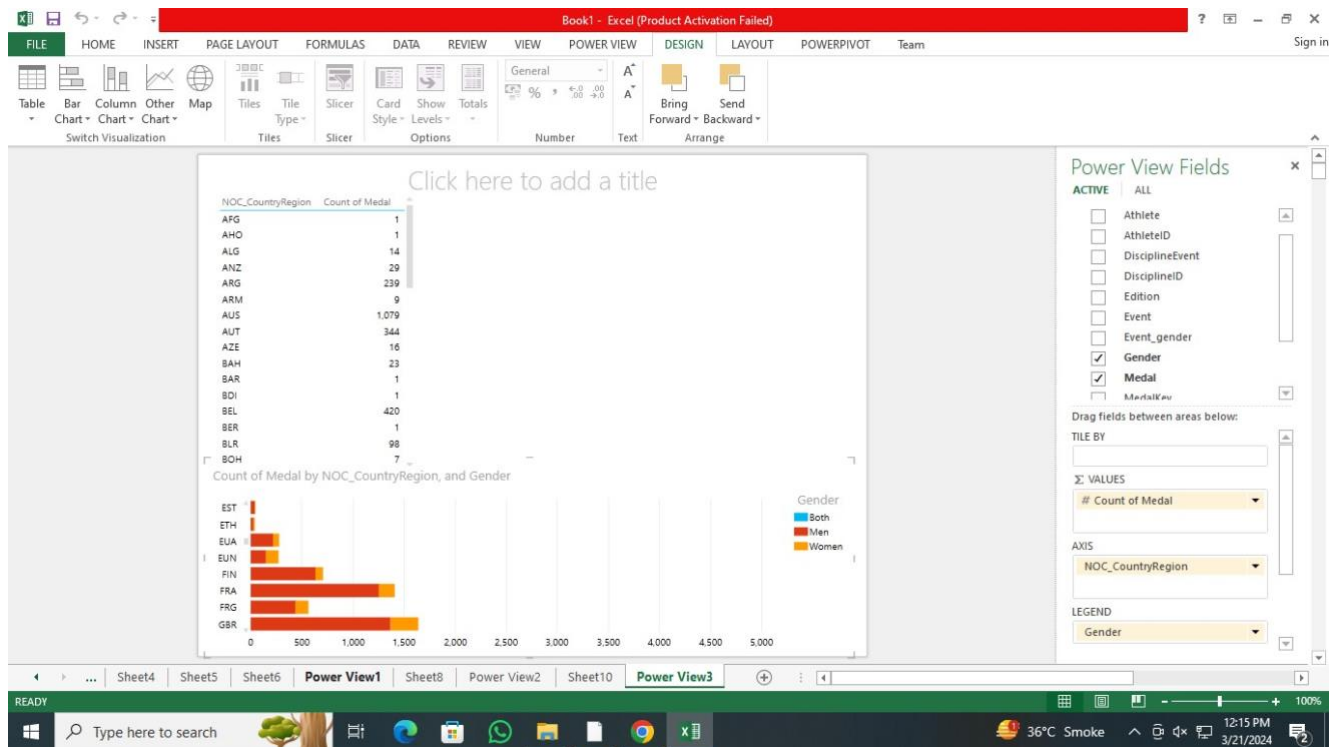 Book1 - Excel (Product Activation Failed)
FILE HOME INSERT PAGE LAYOUT FORMULAS DATA REVIEW VIEW POWER VIEW DESIGN LAYOUT POWERPIVOT Team Sign in
General
Table Bar Chart Column Chart Other Chart Map Tiles Tile Type Slicer Card Style Show Levels Totals Bring Forward Send Backward
Switch Visualization Tiles Slicer Options Number Text Arrange
Click here to add a title
NOC_CountryRegion Count of Medal
AFG 1
AHO 1
ALG 14
ANZ 29
ARG 239
ARM 9
AUS 1,079
AUT 344
AZE 16
BAH 23
BAR 1
BDI 1
BEL 420
BER 1
BLR 98
BOH 7
Count of Medal by NOC_CountryRegion, and Gender
EST
ETH
EUA
EUN
FIN
FRA
FRG
GBR
0 500 1,000 1,500 2,000 2,500 3,000 3,500 4,000 4,500 5,000
Gender
Both
Men
Women
Power View Fields
ACTIVE ALL
Athlete
AthleteID
DisciplineEvent
DisciplineID
Edition
Event
Event_gender
Gender
Medal
MedalKey
Drag fields between areas below:
TILE BY
Σ VALUES
# Count of Medal
AXIS
NOC_CountryRegion
LEGEND
Gender
... Sheet4 Sheet5 Sheet6 Power View1 Sheet8 Power View2 Sheet10 Power View3
READY 100%
Type here to search 36°C Smoke 12:15 PM
3/21/2024 2